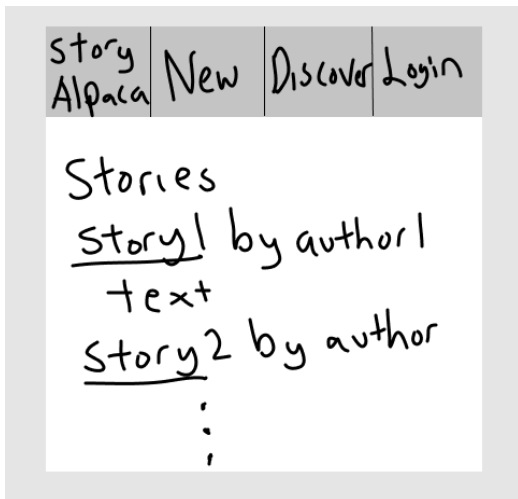 Story Alpaca
New
Discover
Login
Stories
Story1 by author1
text
Story2 by author